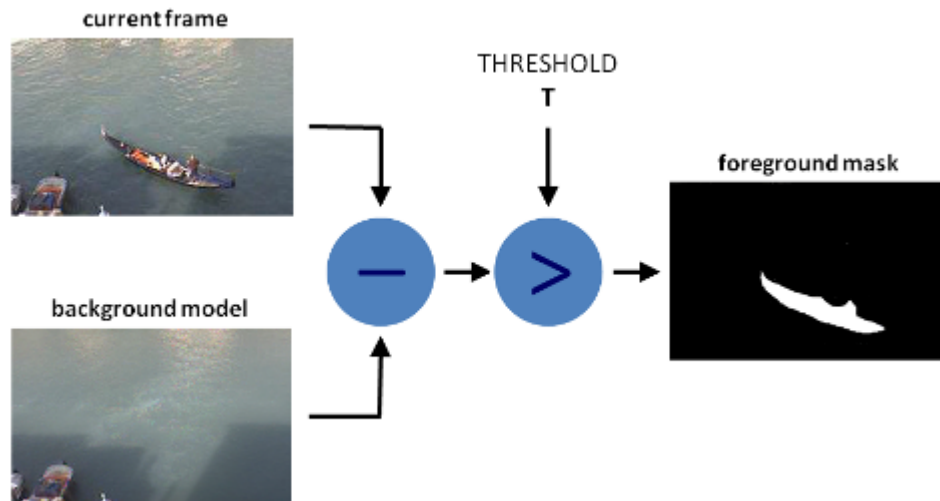 current frame
THRESHOLD
T
foreground mask
−
>
background model